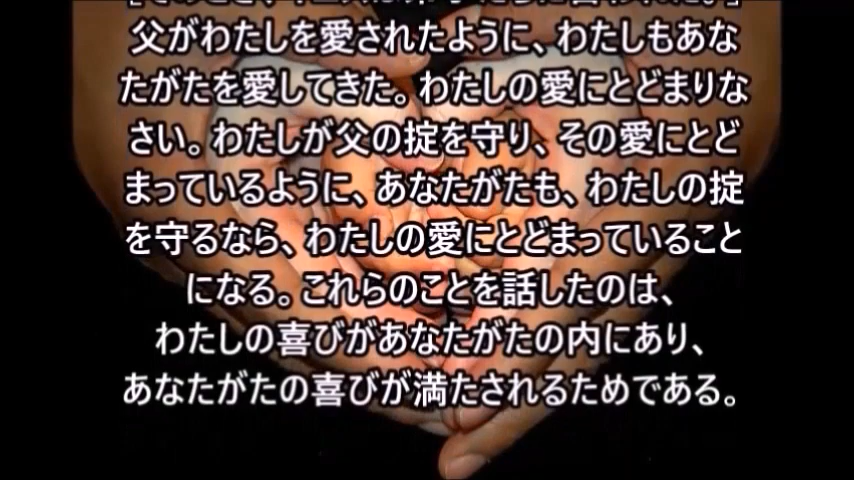 父がわたしを愛されたように、わたしもあな
たがたを愛してきた。わたしの愛にとどまりな
さい。わたしが父の掟を守り、その愛にとど
まっているように、あなたがたも、わたしの掟
を守るなら、わたしの愛にとどまっていること
になる。これらのことを話したのは、
わたしの喜びがあなたがたの内にあり、
あなたがたの喜びが満たされるためである。